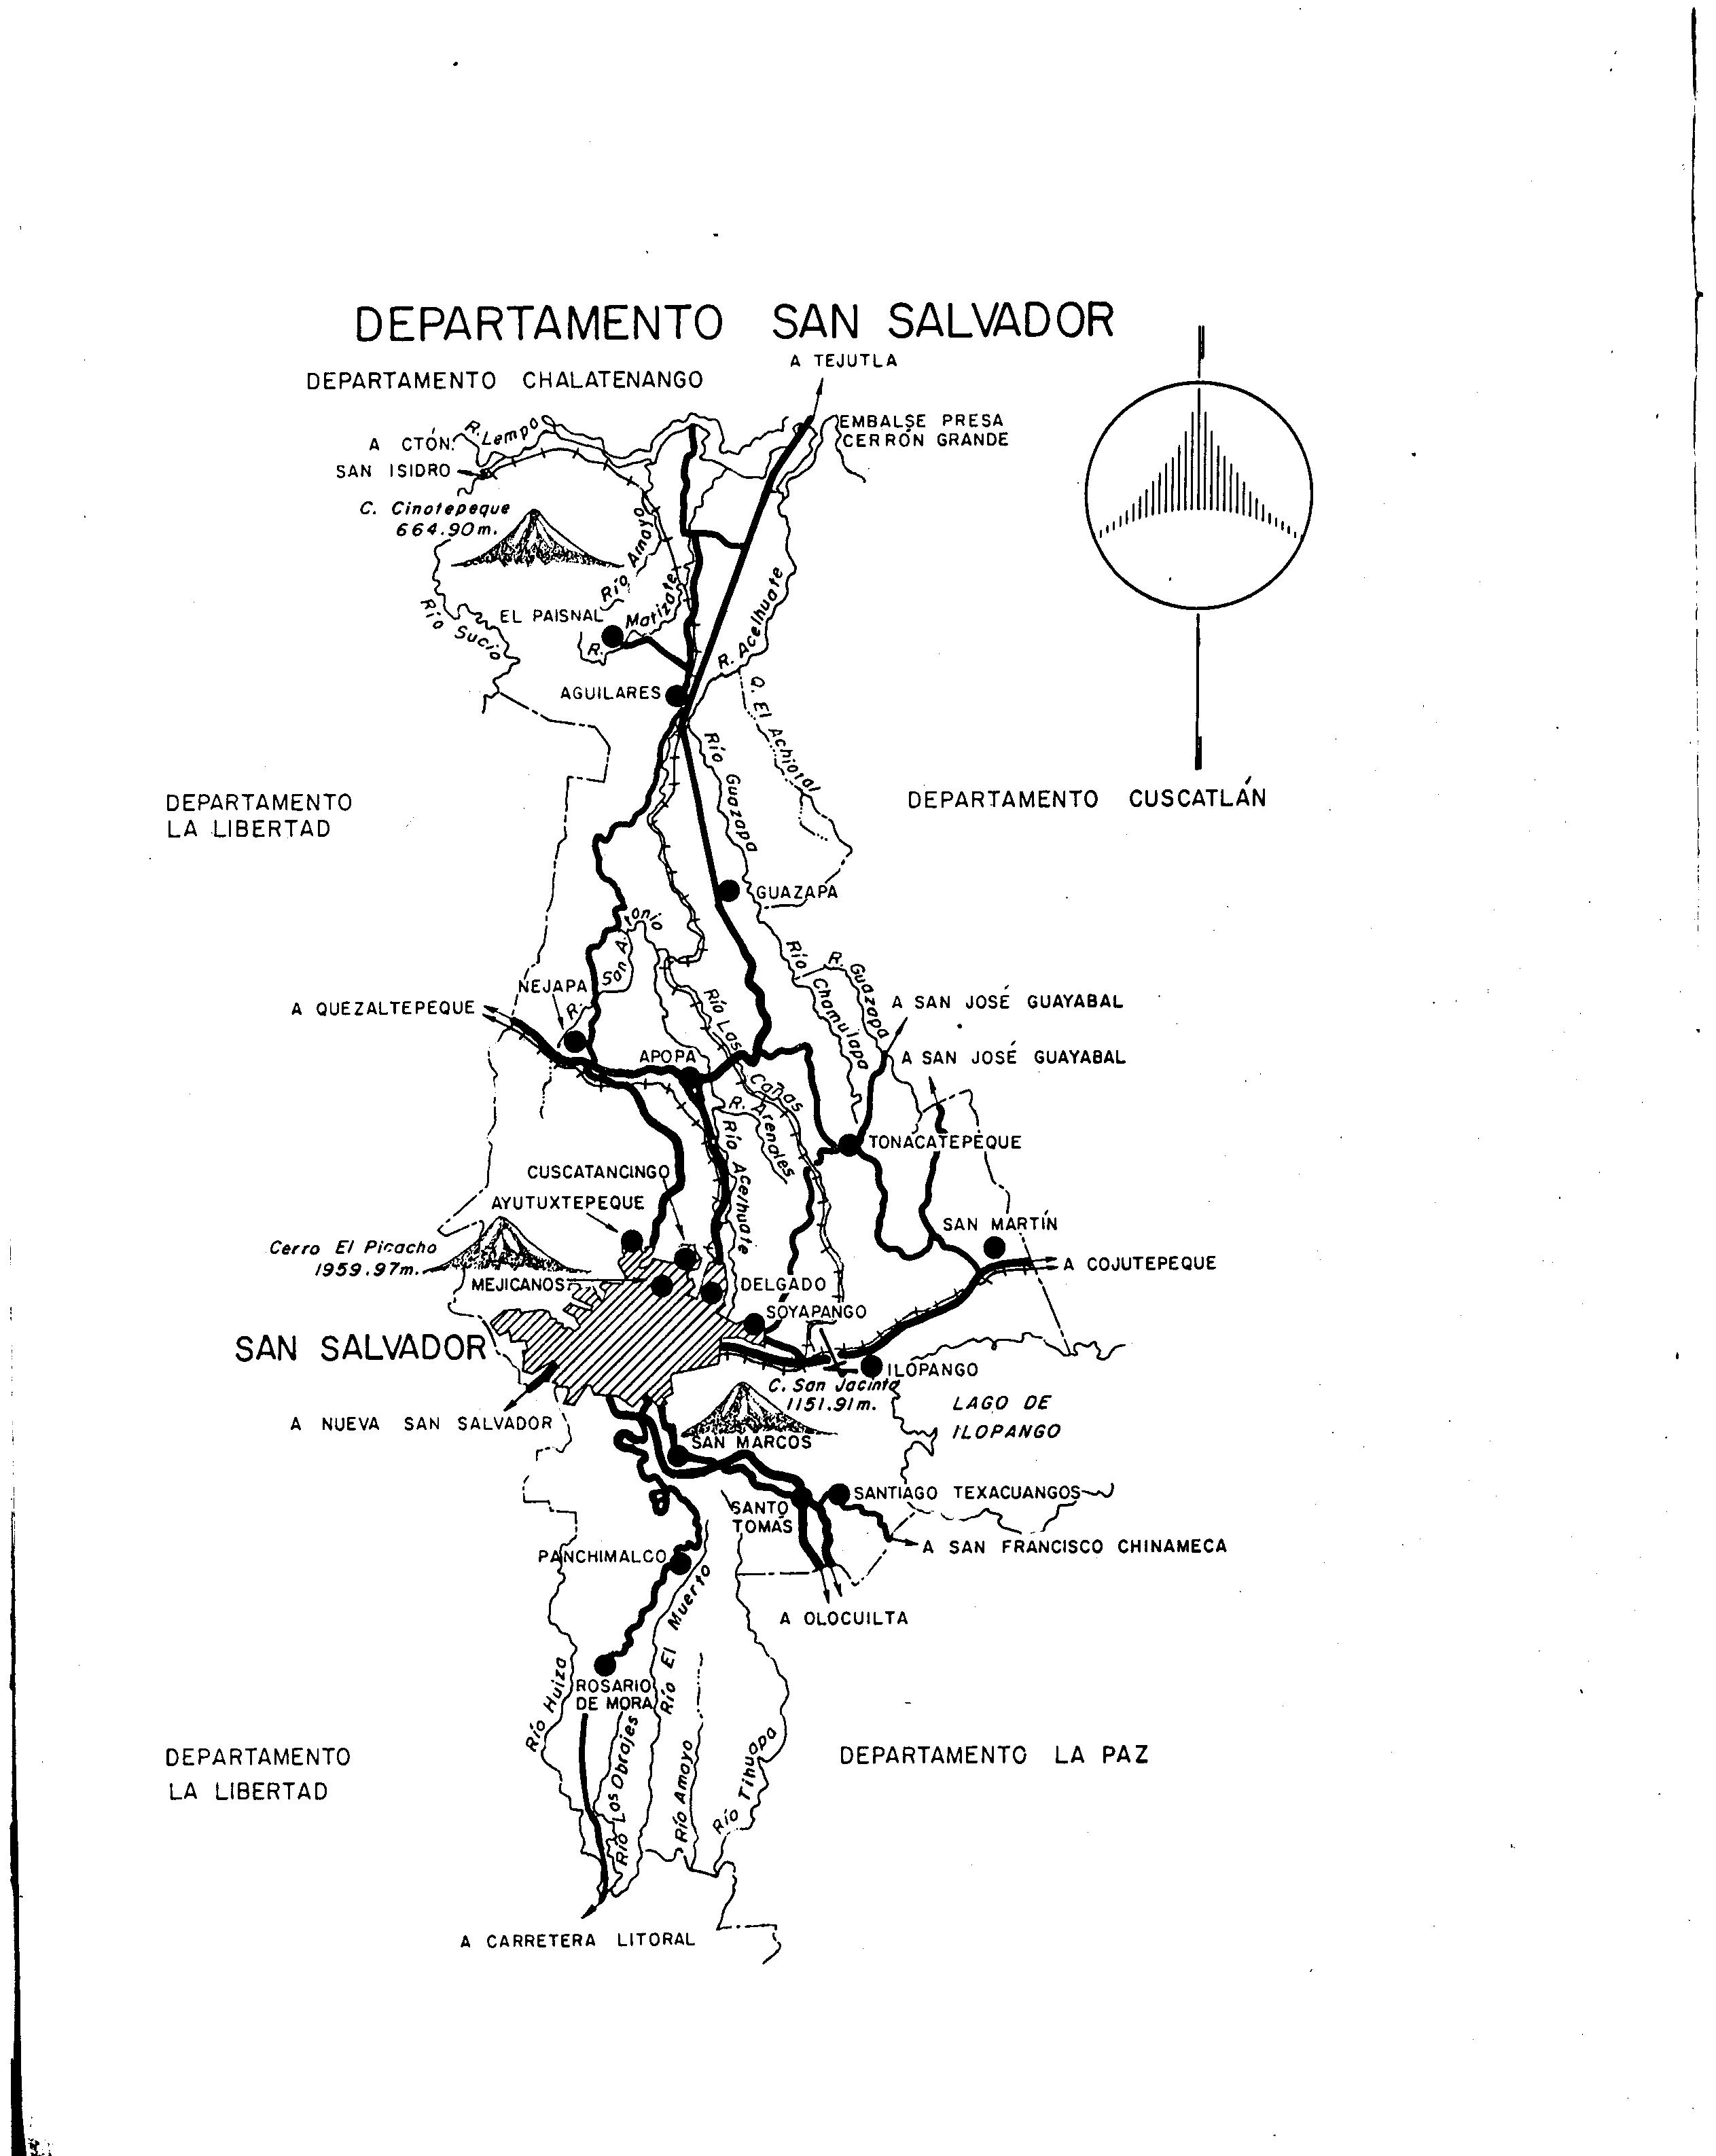 DEPARTAMENTO SAN SALVADOR
A TEJUTLA
DEPARTAMENTO CHALATENANGO
EMBALSE PRESA
CERRÓN GRANDE
R. Lempa
A CTÓN.
SAN ISIDRO
C. Cinotepeque
664.90m.
Río Amayo
R. Matizate
EL PAISNAL
Río Sucio
R. Acelhuate
AGUILARES
Q. El Achiotal
Río Guazapa
DEPARTAMENTO
LA LIBERTAD
DEPARTAMENTO CUSCATLÁN
GUAZAPA
R. San Antonio
NEJAPA
Río
Chamulapa
R. Guazapa
A QUEZALTEPEQUE
A SAN JOSÉ GUAYABAL
Río Las Cañas
APOPA
A SAN JOSÉ GUAYABAL
R. Arenales
Río Acelhuate
TONACATEPEQUE
CUSCATANCINGO
AYUTUXTEPEQUE
SAN MARTÍN
Cerro El Picacho
1959.97m.
A COJUTEPEQUE
MEJICANOS
DELGADO
SOYAPANGO
SAN SALVADOR
ILOPANGO
C. San Jacinto
1151.91m.
LAGO DE
ILOPANGO
A NUEVA SAN SALVADOR
SAN MARCOS
SANTIAGO TEXACUANGOS
SANTO
TOMÁS
A SAN FRANCISCO CHINAMECA
PANCHIMALCO
A OLOCUILTA
Río El Muerto
Río Huiza
ROSARIO
DE MORA
Río Los Obrajes
Río Amayo
Río Tihuapa
DEPARTAMENTO
LA LIBERTAD
DEPARTAMENTO LA PAZ
A CARRETERA LITORAL